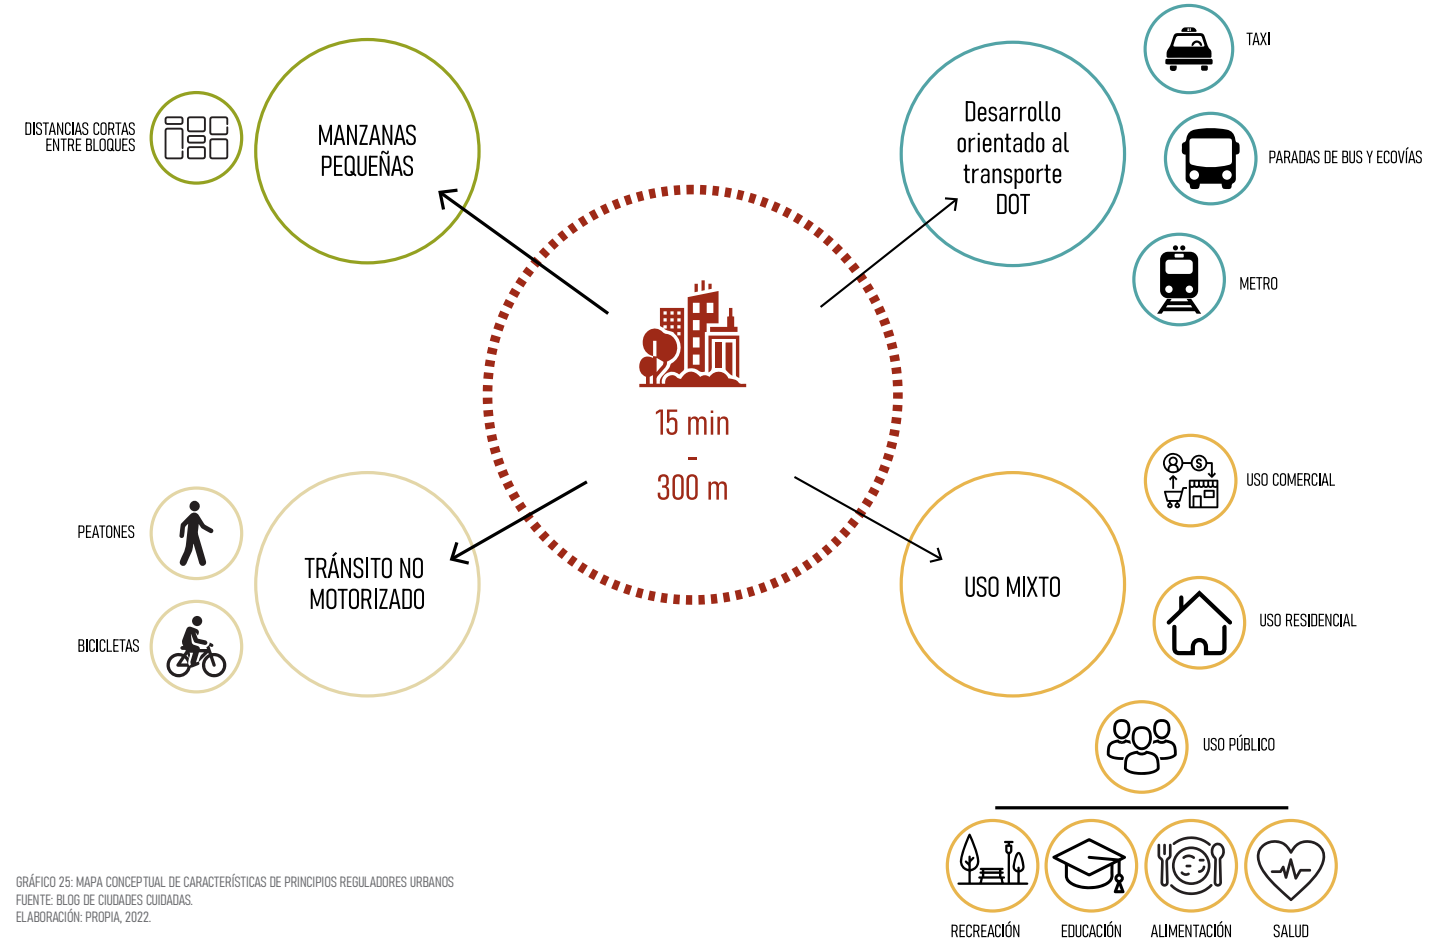 DISTANCIAS CORTAS
ENTRE BLOQUES
MANZANAS
PEQUEÑAS
Desarrollo
orientado al
transporte
DOT
TAXI
PARADAS DE BUS Y ECOVÍAS
METRO
15 min
-
300 m
PEATONES
BICICLETAS
TRÁNSITO NO
MOTORIZADO
USO MIXTO
USO COMERCIAL
USO RESIDENCIAL
USO PÚBLICO
RECREACIÓN
EDUCACIÓN
ALIMENTACIÓN
SALUD
GRÁFICO 25: MAPA CONCEPTUAL DE CARACTERÍSTICAS DE PRINCIPIOS REGULADORES URBANOS
FUENTE: BLOG DE CIUDADES CUIDADAS.
ELABORACIÓN: PROPIA, 2022.